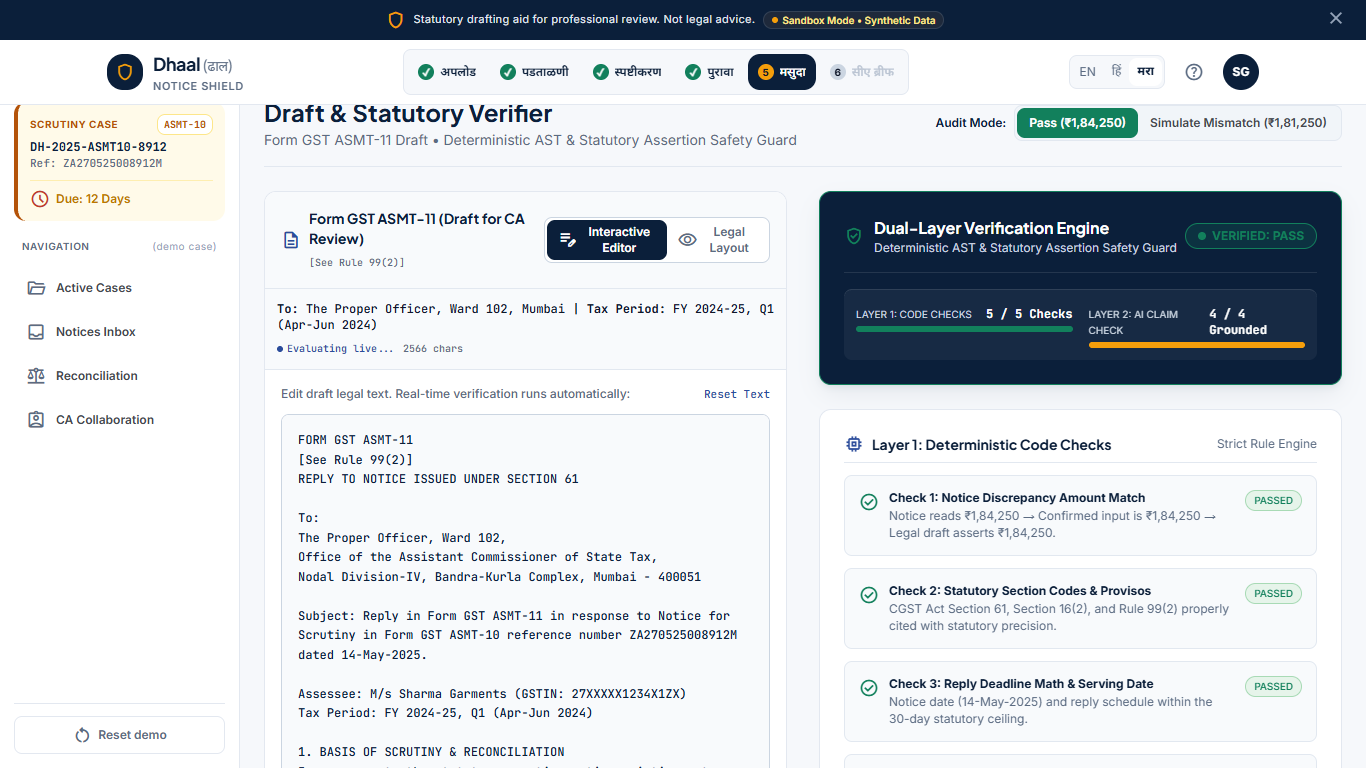 Statutory drafting aid for professional review. Not legal advice. Sandbox Mode • Synthetic Data
Dhaal (ढाल)
NOTICE SHIELD
अपलोड
पडताळणी
स्पष्टीकरण
पुरावा
5 मसुदा
6 सीए ब्रीफ
EN हिं मरा
SG
SCRUTINY CASE ASMT-10
DH-2025-ASMT10-8912
Ref: ZA270525008912M
Due: 12 Days
NAVIGATION (demo case)
Active Cases
Notices Inbox
Reconciliation
CA Collaboration
Reset demo
Draft & Statutory Verifier
Form GST ASMT-11 Draft • Deterministic AST & Statutory Assertion Safety Guard
Audit Mode: Pass (₹1,84,250) Simulate Mismatch (₹1,81,250)
Form GST ASMT-11 (Draft for CA
Review)
[See Rule 99(2)]
Interactive
Editor
Legal
Layout
To: The Proper Officer, Ward 102, Mumbai | Tax Period: FY 2024-25, Q1
(Apr-Jun 2024)
Evaluating live... 2566 chars
Edit draft legal text. Real-time verification runs automatically: Reset Text
FORM GST ASMT-11
[See Rule 99(2)]
REPLY TO NOTICE ISSUED UNDER SECTION 61
To:
The Proper Officer, Ward 102,
Office of the Assistant Commissioner of State Tax,
Nodal Division-IV, Bandra-Kurla Complex, Mumbai - 400051
Subject: Reply in Form GST ASMT-11 in response to Notice for
Scrutiny in Form GST ASMT-10 reference number ZA270525008912M
dated 14-May-2025.
Assessee: M/s Sharma Garments (GSTIN: 27XXXXX1234X1ZX)
Tax Period: FY 2024-25, Q1 (Apr-Jun 2024)
1. BASIS OF SCRUTINY & RECONCILIATION
Dual-Layer Verification Engine
Deterministic AST & Statutory Assertion Safety Guard
VERIFIED: PASS
LAYER 1: CODE CHECKS 5 / 5 Checks
LAYER 2: AI CLAIM
CHECK
4 / 4
Grounded
Layer 1: Deterministic Code Checks Strict Rule Engine
Check 1: Notice Discrepancy Amount Match PASSED
Notice reads ₹1,84,250 → Confirmed input is ₹1,84,250 →
Legal draft asserts ₹1,84,250.
Check 2: Statutory Section Codes & Provisos PASSED
CGST Act Section 61, Section 16(2), and Rule 99(2) properly
cited with statutory precision.
Check 3: Reply Deadline Math & Serving Date PASSED
Notice date (14-May-2025) and reply schedule within the
30-day statutory ceiling.